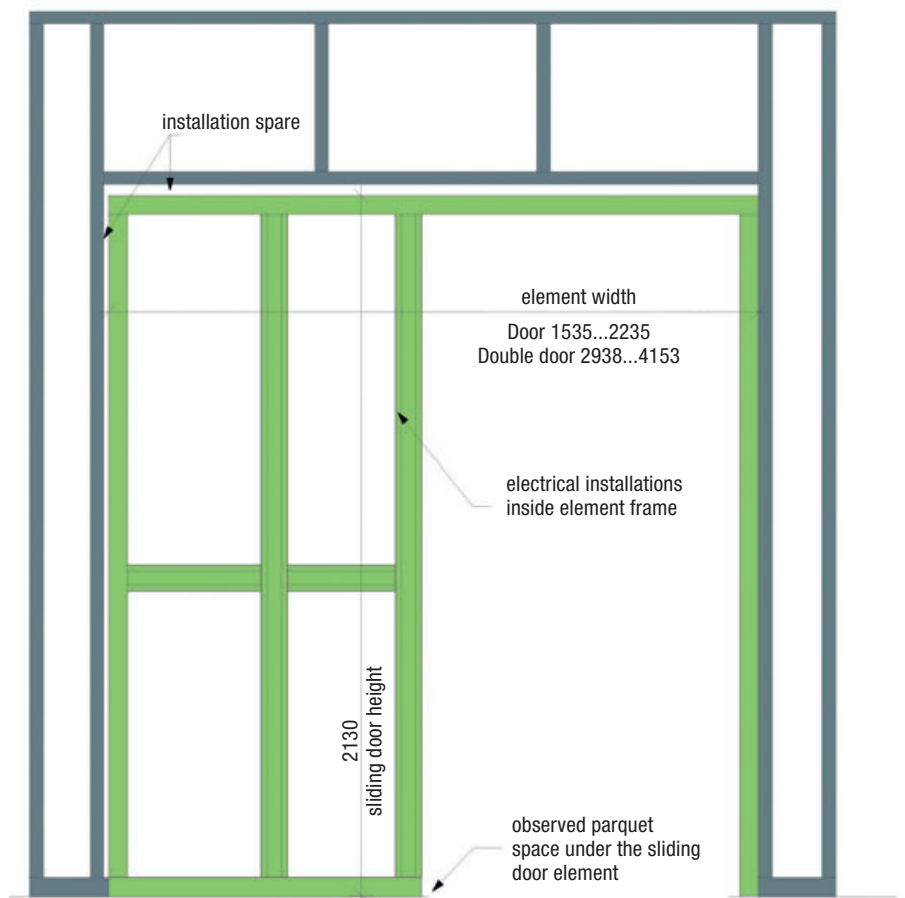 installation spare
element width
Door 1535...2235
Double door 2938...4153
electrical installations
inside element frame
2130
sliding door height
observed parquet
space under the sliding
door element